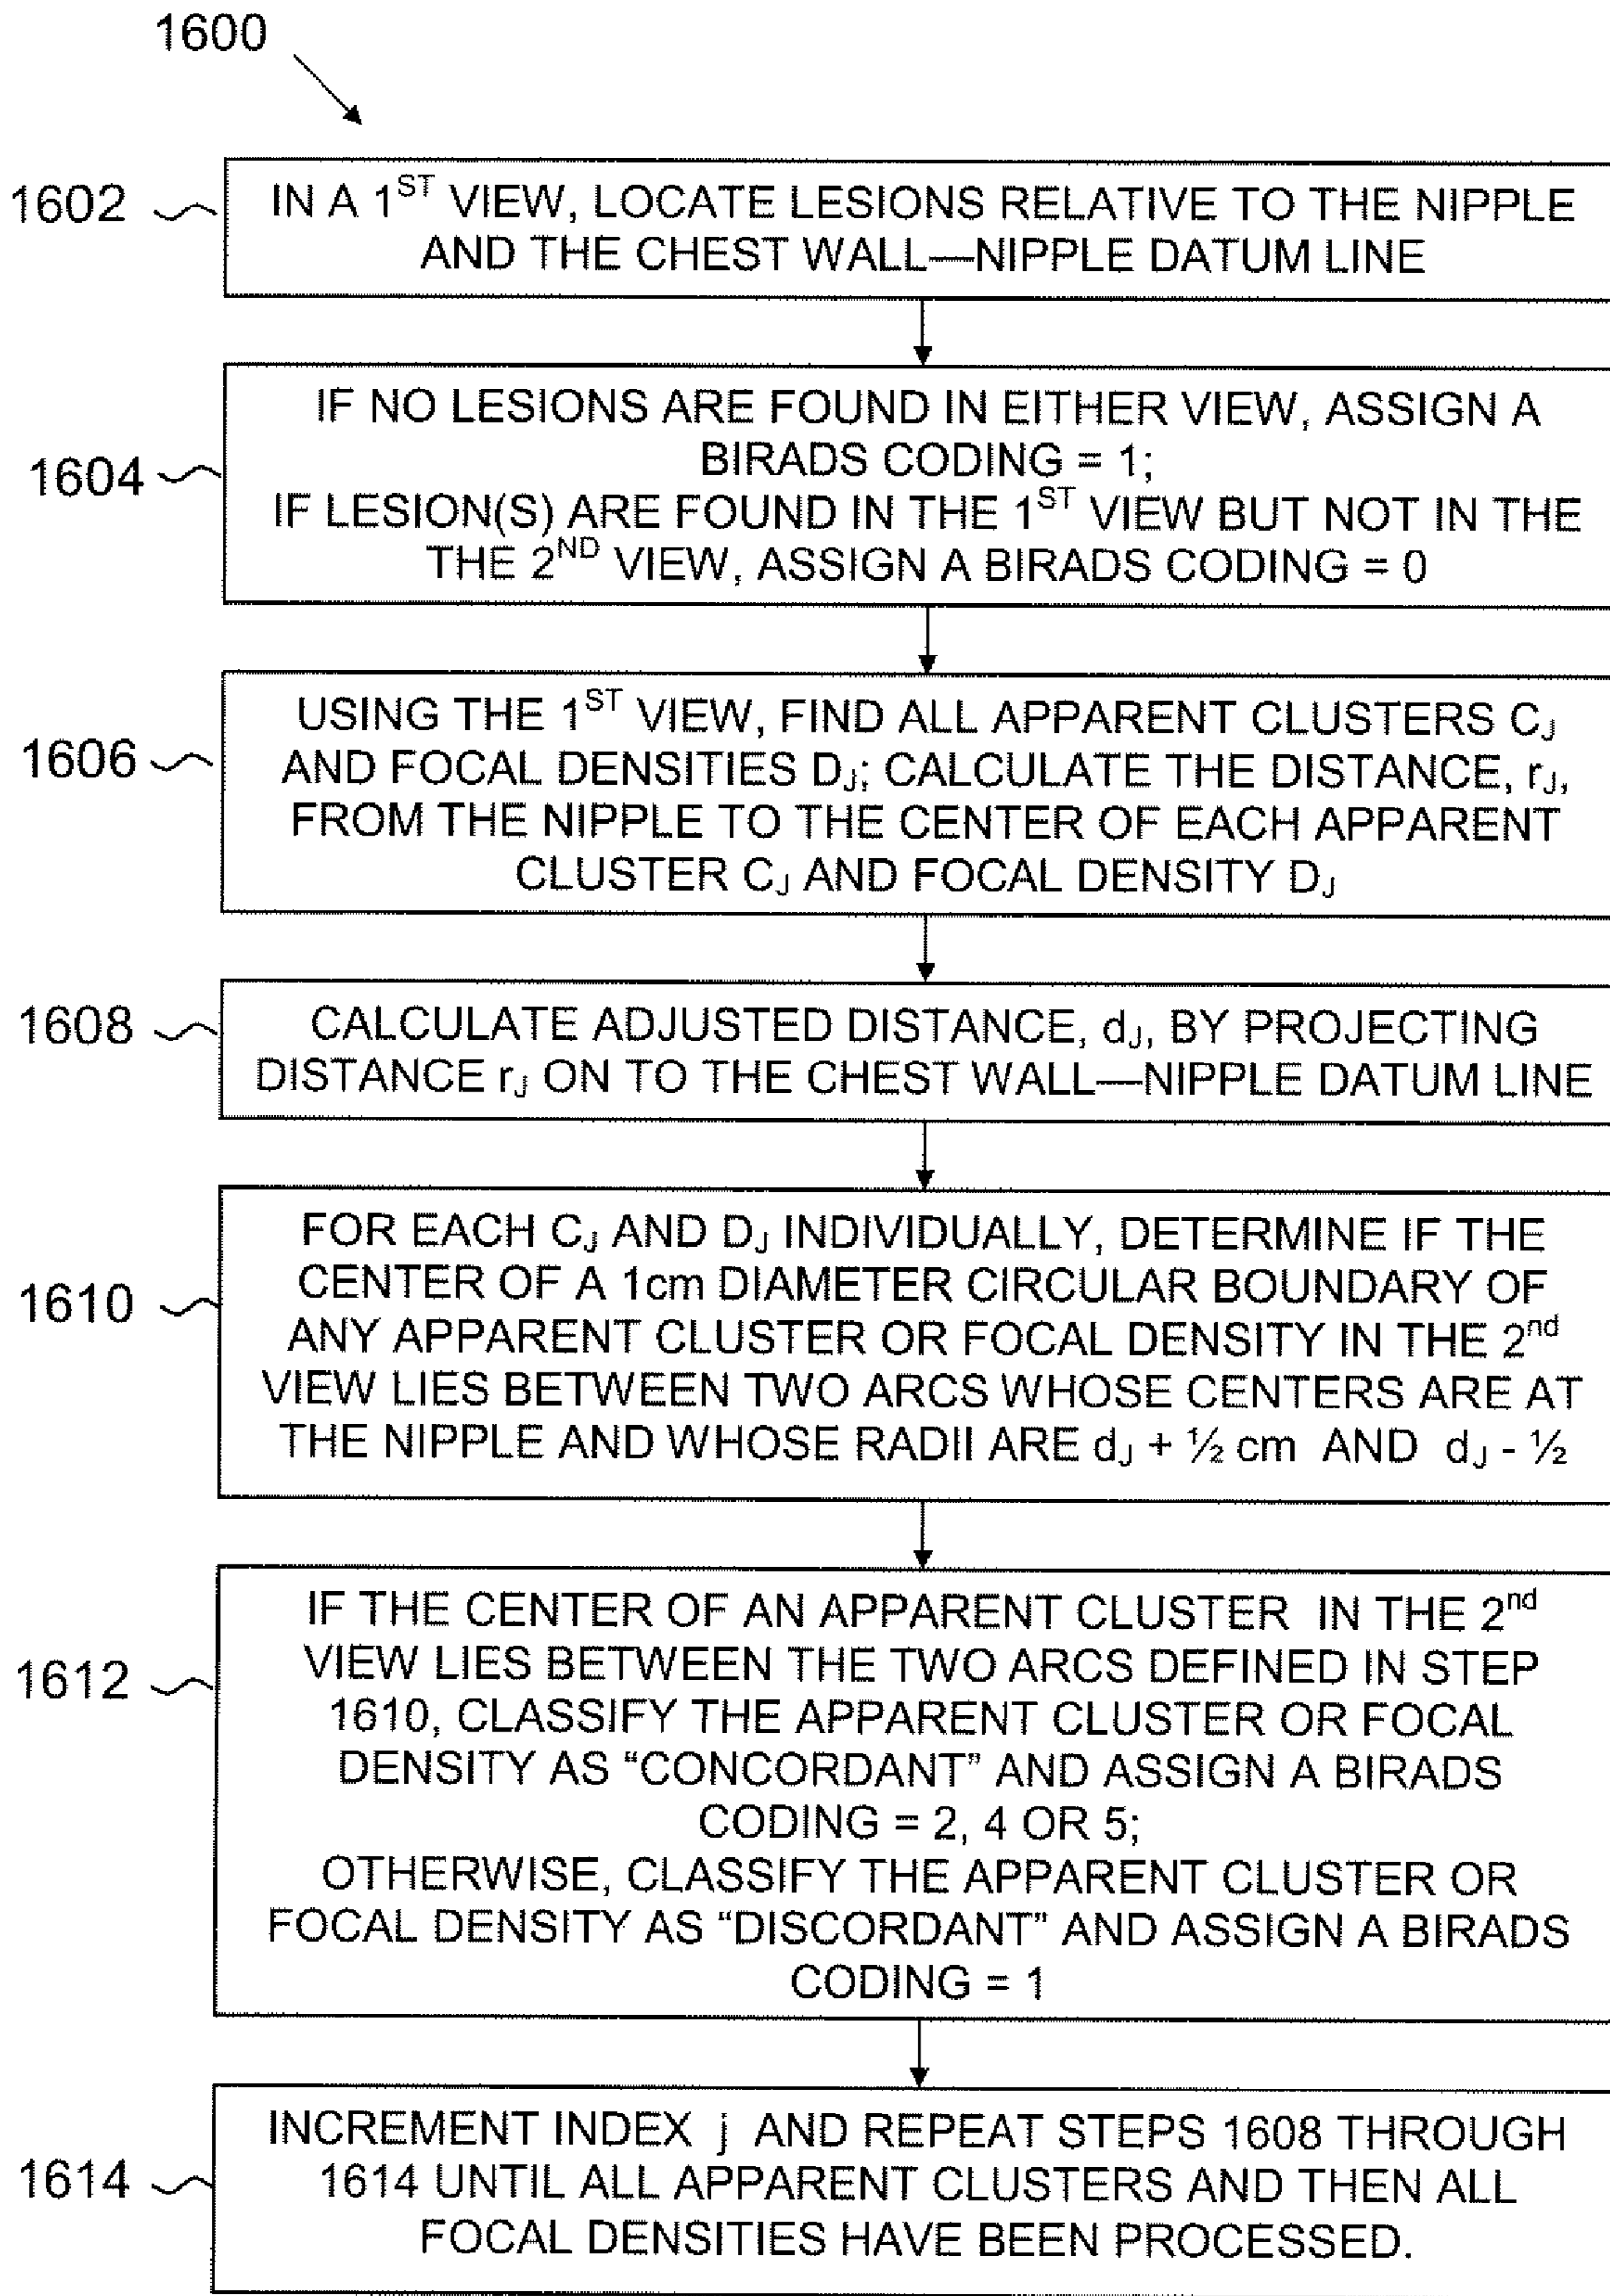 1600
1602
IN A 1ST VIEW, LOCATE LESIONS RELATIVE TO THE NIPPLE
AND THE CHEST WALL—NIPPLE DATUM LINE
1604
IF NO LESIONS ARE FOUND IN EITHER VIEW, ASSIGN A
BIRADS CODING = 1;
IF LESION(S) ARE FOUND IN THE 1ST VIEW BUT NOT IN THE
THE 2ND VIEW, ASSIGN A BIRADS CODING = 0
1606
USING THE 1ST VIEW, FIND ALL APPARENT CLUSTERS CJ
AND FOCAL DENSITIES DJ; CALCULATE THE DISTANCE, rJ,
FROM THE NIPPLE TO THE CENTER OF EACH APPARENT
CLUSTER CJ AND FOCAL DENSITY DJ
1608
CALCULATE ADJUSTED DISTANCE, dJ, BY PROJECTING
DISTANCE rJ ON TO THE CHEST WALL—NIPPLE DATUM LINE
1610
FOR EACH CJ AND DJ INDIVIDUALLY, DETERMINE IF THE
CENTER OF A 1cm DIAMETER CIRCULAR BOUNDARY OF
ANY APPARENT CLUSTER OR FOCAL DENSITY IN THE 2nd
VIEW LIES BETWEEN TWO ARCS WHOSE CENTERS ARE AT
THE NIPPLE AND WHOSE RADII ARE dJ + ½ cm AND dJ - ½
1612
IF THE CENTER OF AN APPARENT CLUSTER IN THE 2nd
VIEW LIES BETWEEN THE TWO ARCS DEFINED IN STEP
1610, CLASSIFY THE APPARENT CLUSTER OR FOCAL
DENSITY AS “CONCORDANT” AND ASSIGN A BIRADS
CODING = 2, 4 OR 5;
OTHERWISE, CLASSIFY THE APPARENT CLUSTER OR
FOCAL DENSITY AS “DISCORDANT” AND ASSIGN A BIRADS
CODING = 1
1614
INCREMENT INDEX j AND REPEAT STEPS 1608 THROUGH
1614 UNTIL ALL APPARENT CLUSTERS AND THEN ALL
FOCAL DENSITIES HAVE BEEN PROCESSED.